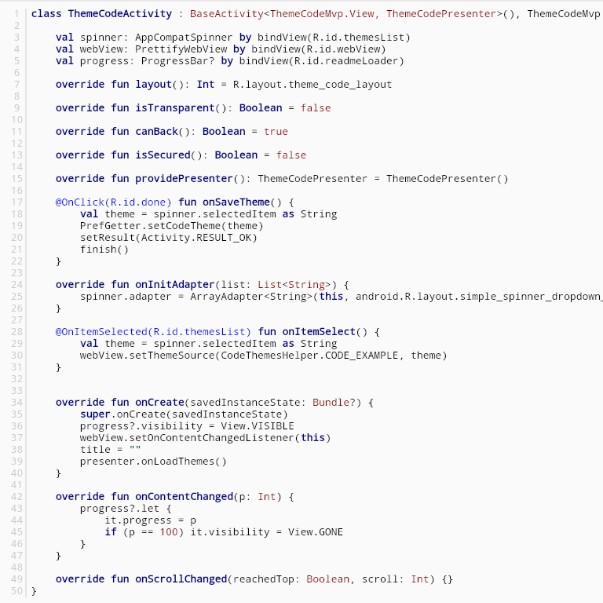 1 class ThemeCodeActivity : BaseActivity<ThemeCodeMvp.View, ThemeCodePresenter>(), ThemeCodeMvp
2
3     val spinner: AppCompatSpinner by bindView(R.id.themesList)
4     val webView: PrettifyWebView by bindView(R.id.webView)
5     val progress: ProgressBar? by bindView(R.id.readmeLoader)
6
7     override fun layout(): Int = R.layout.theme_code_layout
8
9     override fun isTransparent(): Boolean = false
10
11     override fun canBack(): Boolean = true
12
13     override fun isSecured(): Boolean = false
14
15     override fun providePresenter(): ThemeCodePresenter = ThemeCodePresenter()
16
17     @OnClick(R.id.done) fun onSaveTheme() {
18         val theme = spinner.selectedItem as String
19         PrefGetter.setCodeTheme(theme)
20         setResult(Activity.RESULT_OK)
21         finish()
22     }
23
24     override fun onInitAdapter(list: List<String>) {
25         spinner.adapter = ArrayAdapter<String>(this, android.R.layout.simple_spinner_dropdown_
26     }
27
28     @OnItemSelected(R.id.themesList) fun onItemSelect() {
29         val theme = spinner.selectedItem as String
30         webView.setThemeSource(CodeThemesHelper.CODE_EXAMPLE, theme)
31     }
32
33
34     override fun onCreate(savedInstanceState: Bundle?) {
35         super.onCreate(savedInstanceState)
36         progress?.visibility = View.VISIBLE
37         webView.setOnContentChangedListener(this)
38         title = ""
39         presenter.onLoadThemes()
40     }
41
42     override fun onContentChanged(p: Int) {
43         progress?.let {
44             it.progress = p
45             if (p == 100) it.visibility = View.GONE
46         }
47     }
48
49     override fun onScrollChanged(reachedTop: Boolean, scroll: Int) {}
50 }